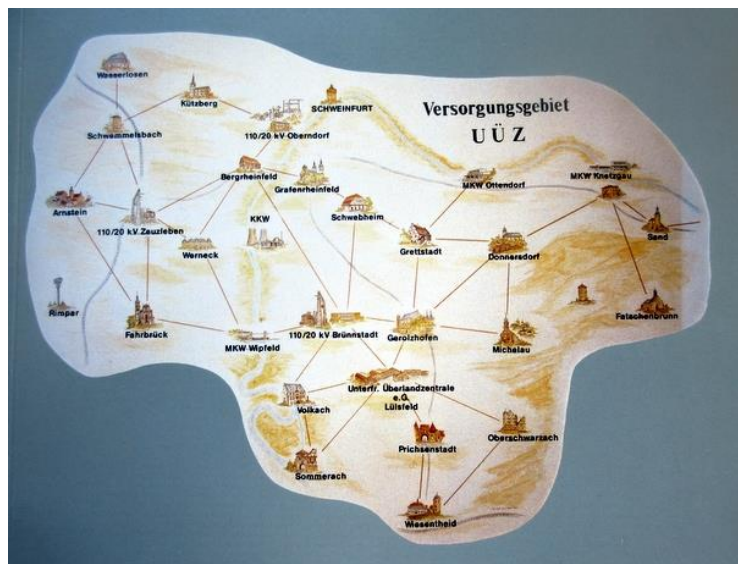 Wasserlosen
Kützberg
SCHWEINFURT
Versorgungsgebiet
UÜZ
Schwemmelsbach
110/20 kV Oberndorf
Bergrheinfeld
Grafenrheinfeld
MKW Ottendorf
MKW Knetzgau
Arnstein
110/20 kV Zauzleben
KKW
Schwebheim
Sand
Werneck
Grettstadt
Donnersdorf
Rimpar
Fahrbrück
MKW Wipfeld
110/20 kV Brünnstadt
Gerolzhofen
Michelau
Fatschenbrunn
Unterfr. Überlandzentrale
e.G.
Lülsfeld
Volkach
Prichsenstadt
Oberschwarzach
Sommerach
Wiesentheid